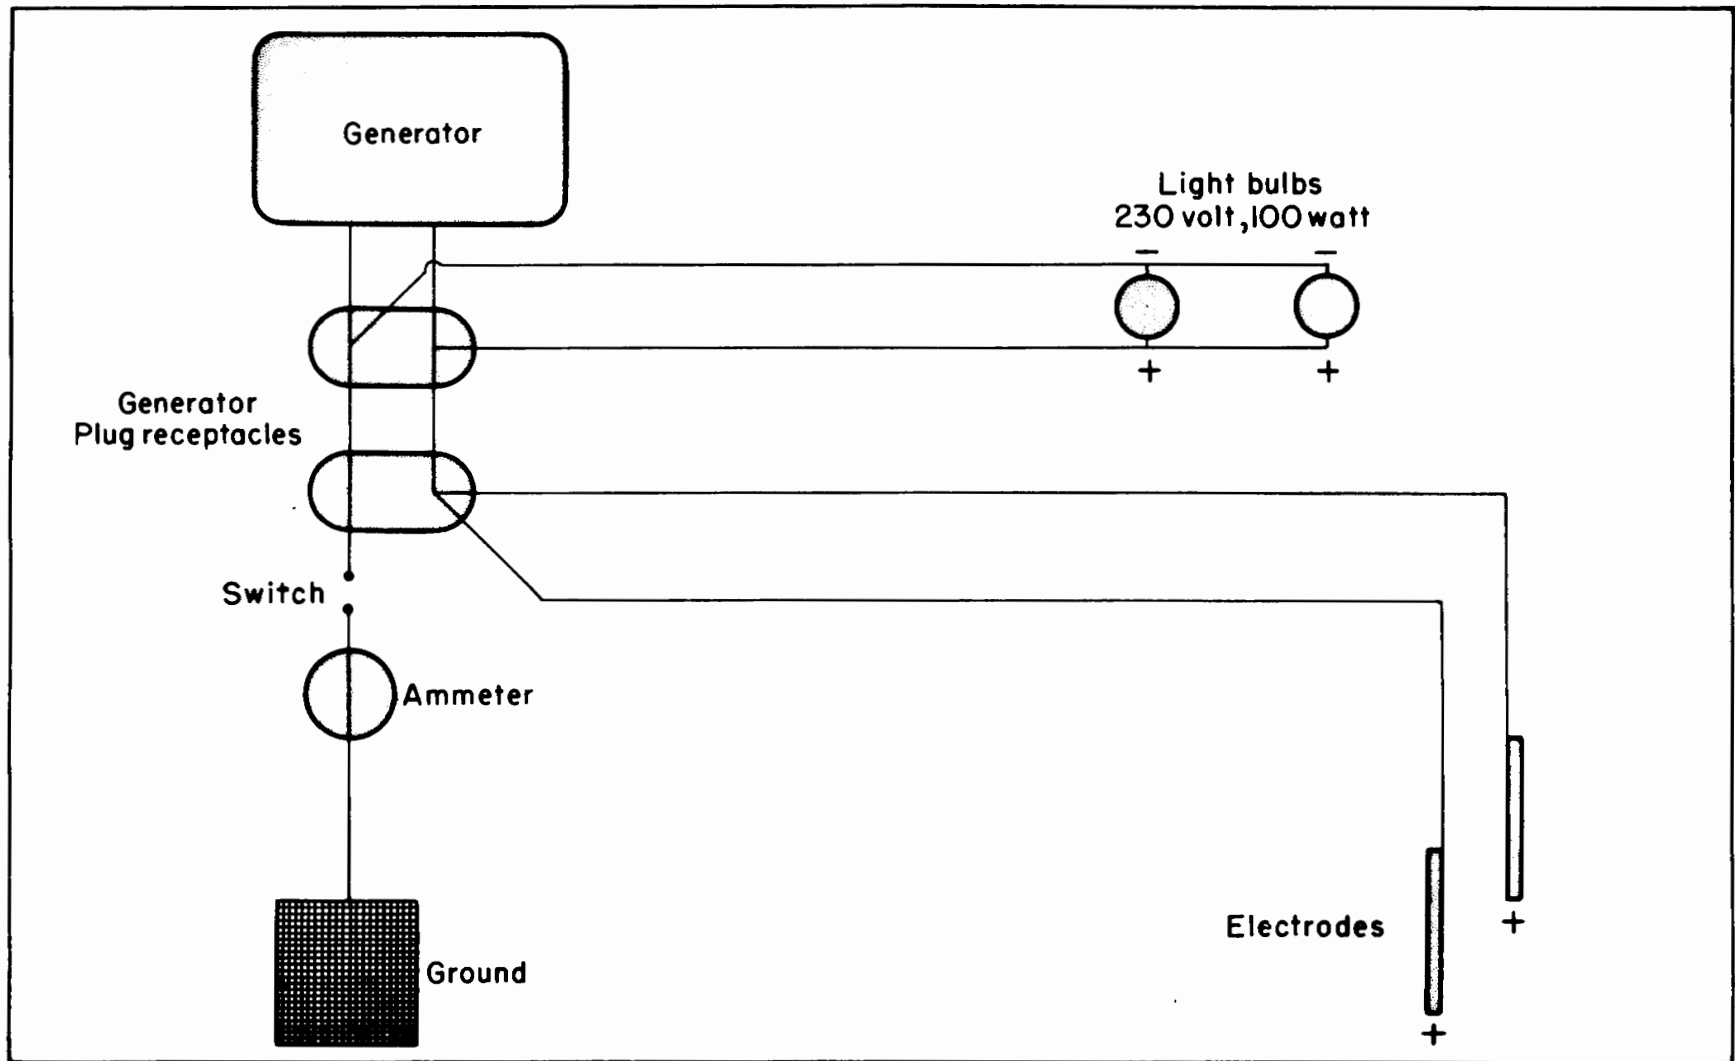 Generator
Light bulbs
230 volt, 100 watt
−
−
+
+
Generator
Plug receptacles
Switch
Ammeter
Electrodes
+
Ground
+